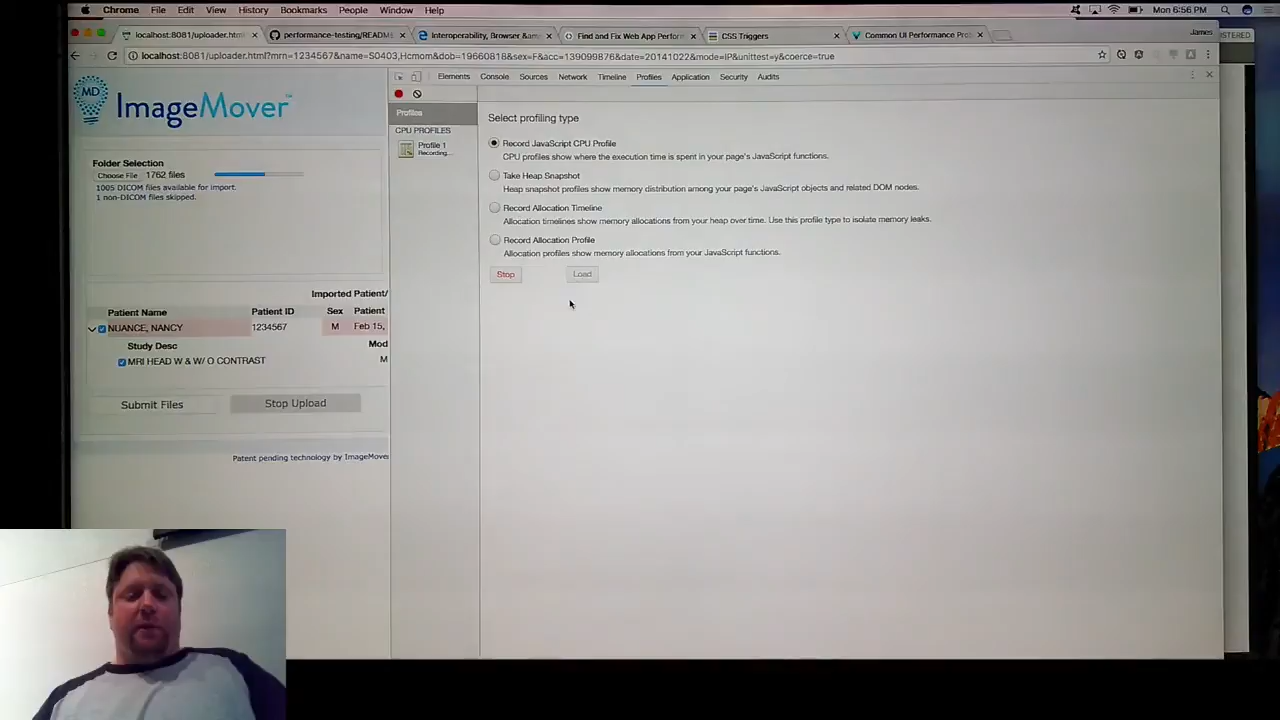 Chrome File Edit View History Bookmarks People Window Help Mon 6:56 PM
localhost:8081/uploader.html?mr performance-testing/README Interoperability, Browser &amp Find and Fix Web App Perform CSS Triggers Common UI Performance Prob James
localhost:8081/uploader.html?mrn=1234567&name=S0403,Hcmom&dob=19660818&sex=F&acc=139099876&date=20141022&mode=IP&unittest=y&coerce=true
Elements Console Sources Network Timeline Profiles Application Security Audits
MD
ImageMover™
Folder Selection
Choose File 1762 files
1005 DICOM files available for import.
1 non-DICOM files skipped.
Imported Patient/
Patient Name Patient ID Sex Patient
NUANCE, NANCY 1234567 M Feb 15,
Study Desc Mod
MRI HEAD W & W/ O CONTRAST M
Submit Files Stop Upload
Patent pending technology by ImageMover
Profiles
CPU PROFILES
Profile 1
Recording...
Select profiling type
Record JavaScript CPU Profile
CPU profiles show where the execution time is spent in your page's JavaScript functions.
Take Heap Snapshot
Heap snapshot profiles show memory distribution among your page's JavaScript objects and related DOM nodes.
Record Allocation Timeline
Allocation timelines show memory allocations from your heap over time. Use this profile type to isolate memory leaks.
Record Allocation Profile
Allocation profiles show memory allocations from your JavaScript functions.
Stop Load